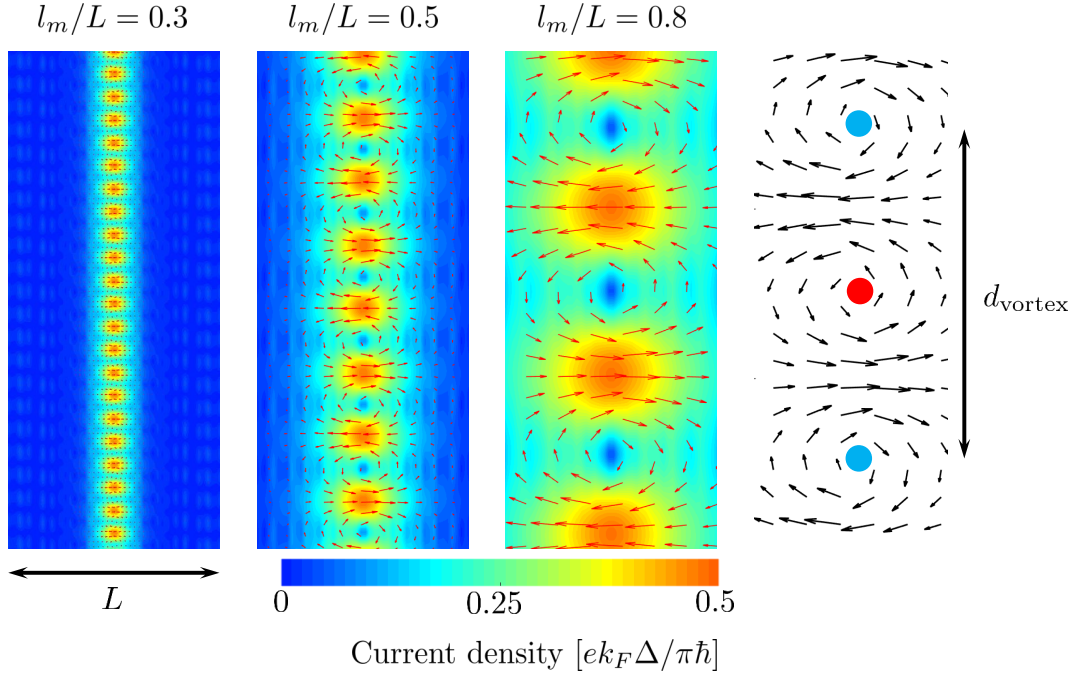 l_m/L = 0.3
l_m/L = 0.5
l_m/L = 0.8
d_vortex
L
0
0.25
0.5
Current density [ek_FΔ/πħ]